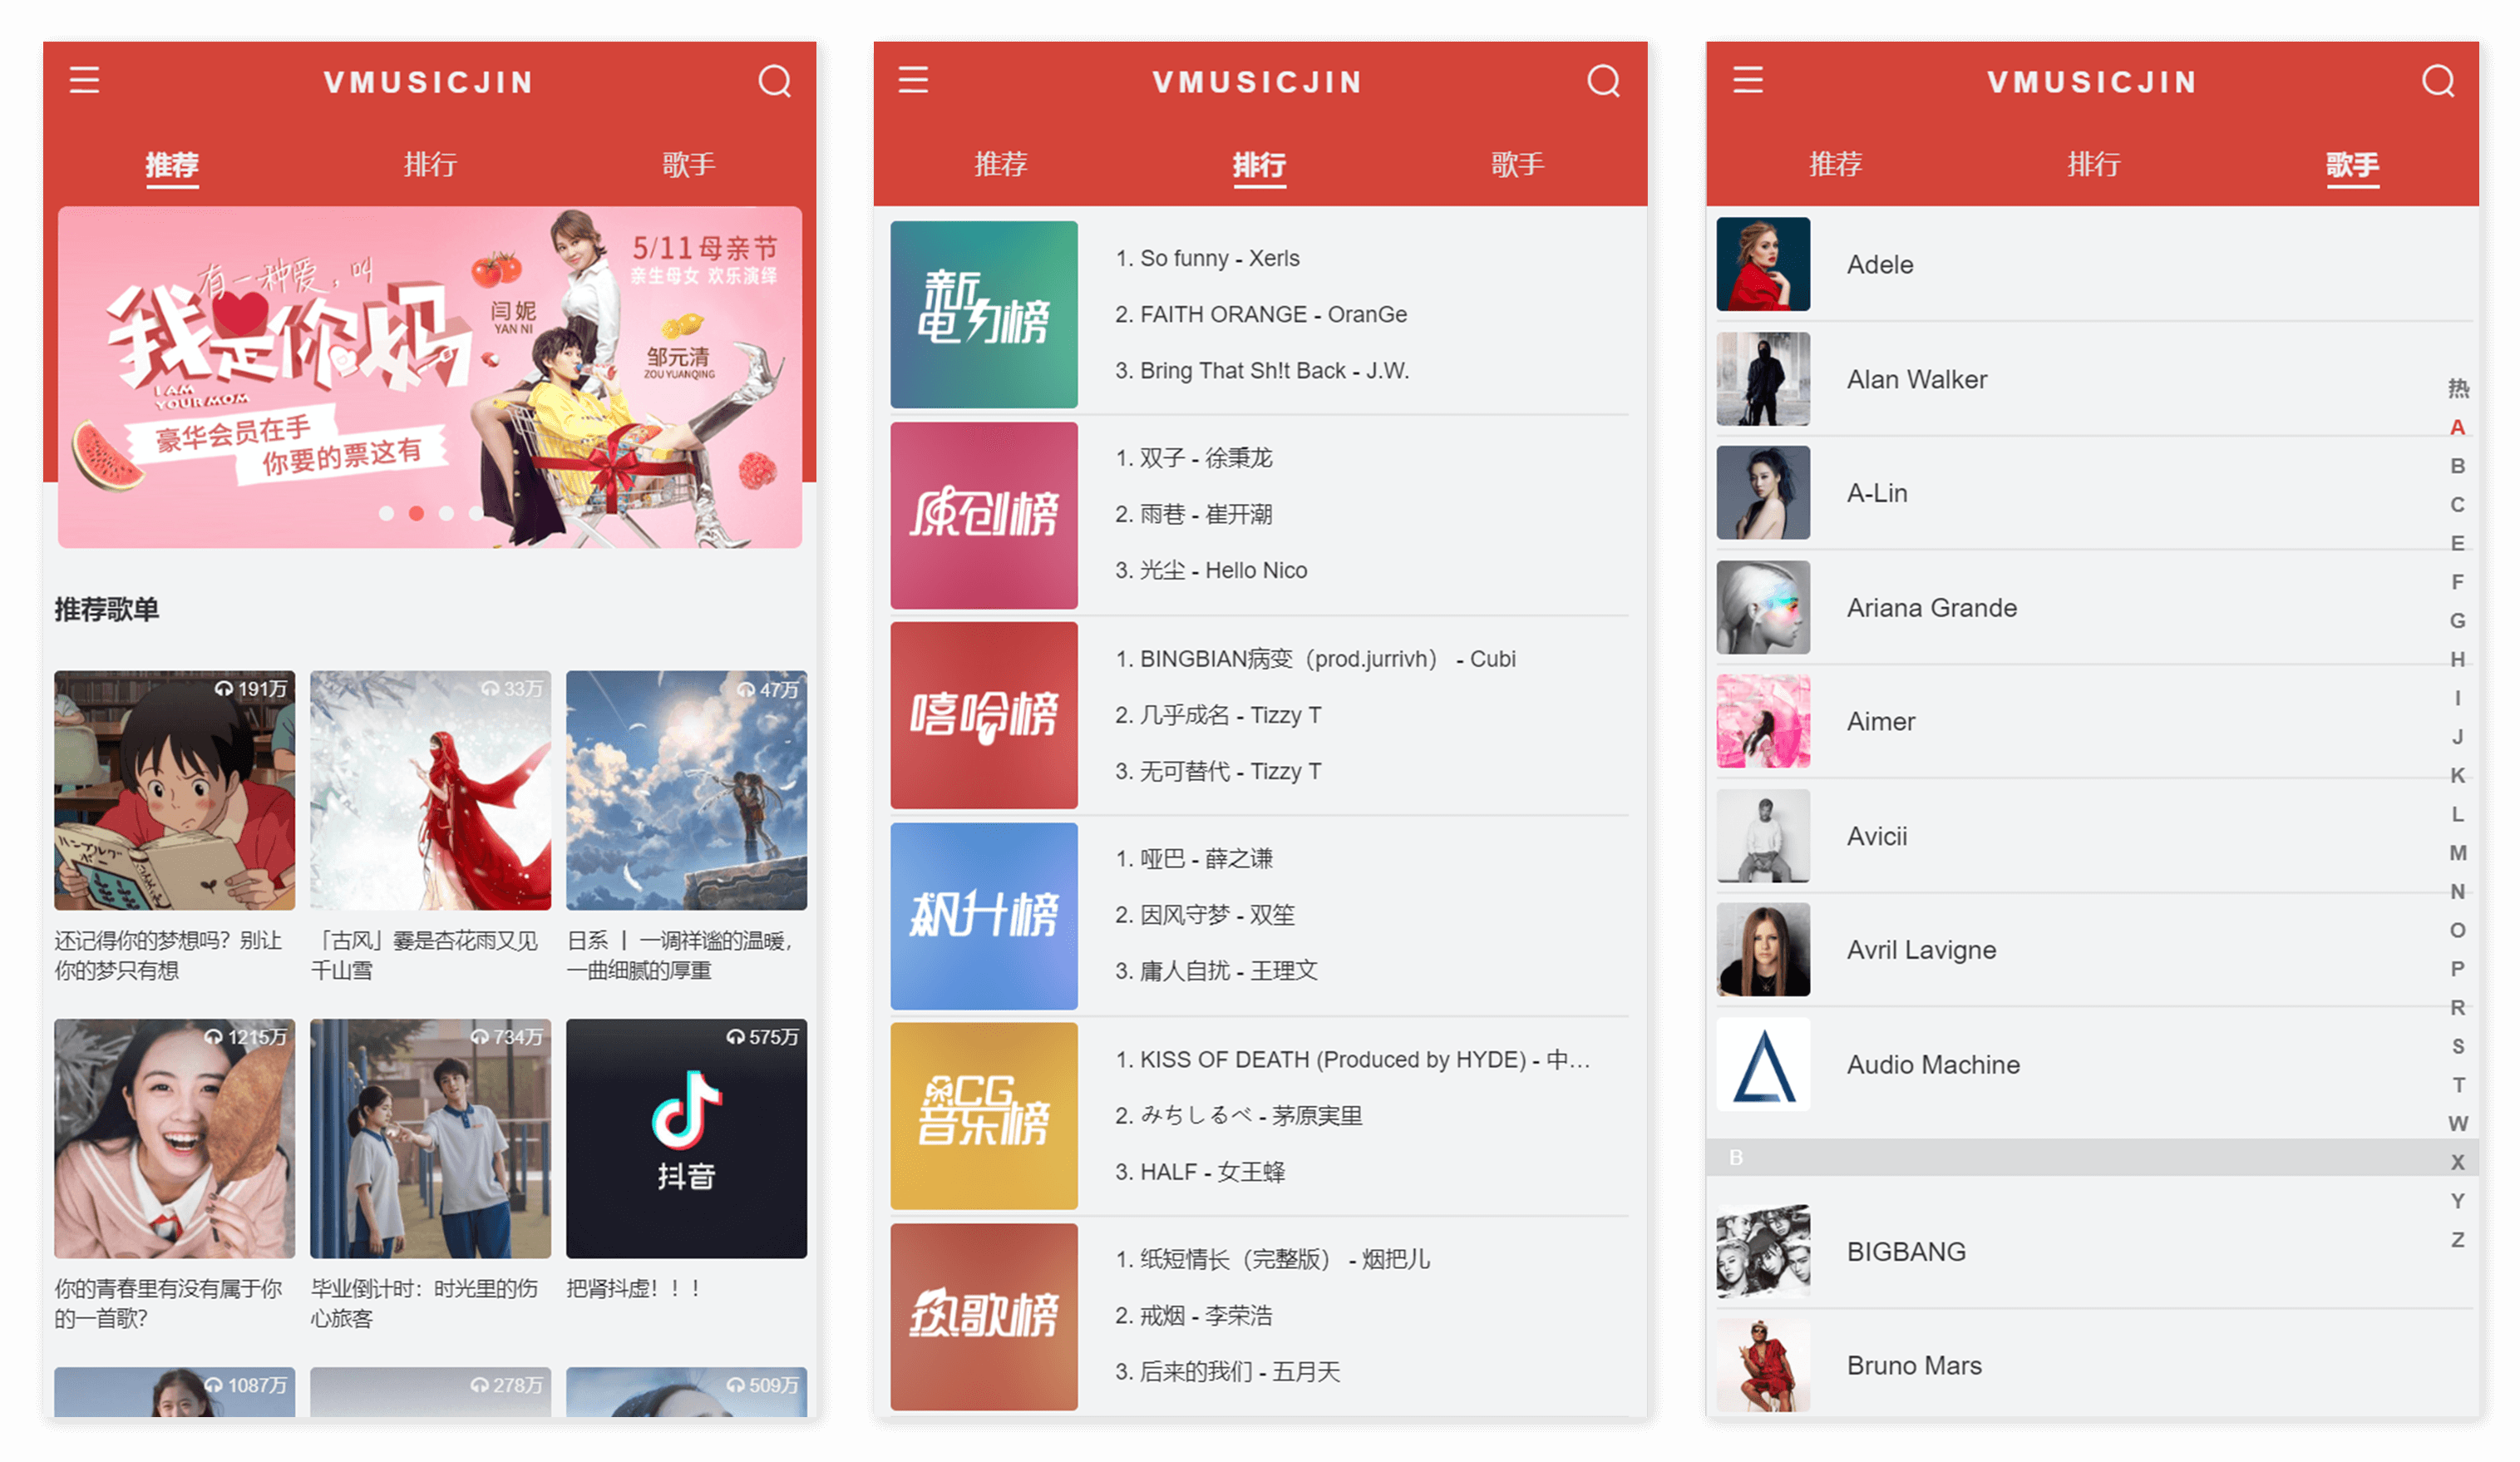 VMUSICJIN
推荐 排行 歌手
有一种爱，叫
我是你妈
I AM
YOUR MOM
豪华会员在手
你要的票这有
闫妮
YAN NI
5/11母亲节
亲生母女 欢乐演绎
邹元清
ZOU YUANQING
推荐歌单
191万
33万
47万
还记得你的梦想吗？别让
你的梦只有想
「古风」霎是杏花雨又见
千山雪
日系 丨 一调祥谧的温暖，
一曲细腻的厚重
1215万
734万
575万
抖音
你的青春里有没有属于你
的一首歌？
毕业倒计时：时光里的伤
心旅客
把肾抖虚！！！
1087万
278万
509万
VMUSICJIN
推荐 排行 歌手
新
电力榜
1. So funny - Xerls
2. FAITH ORANGE - OranGe
3. Bring That Sh!t Back - J.W.
原创榜
1. 双子 - 徐秉龙
2. 雨巷 - 崔开潮
3. 光尘 - Hello Nico
嘻哈榜
1. BINGBIAN病变（prod.jurrivh） - Cubi
2. 几乎成名 - Tizzy T
3. 无可替代 - Tizzy T
飙升榜
1. 哑巴 - 薛之谦
2. 因风守梦 - 双笙
3. 庸人自扰 - 王理文
ACG
音乐榜
1. KISS OF DEATH (Produced by HYDE) - 中…
2. みちしるべ - 茅原実里
3. HALF - 女王蜂
热歌榜
1. 纸短情长（完整版） - 烟把儿
2. 戒烟 - 李荣浩
3. 后来的我们 - 五月天
VMUSICJIN
推荐 排行 歌手
Adele
Alan Walker
A-Lin
Ariana Grande
Aimer
Avicii
Avril Lavigne
Audio Machine
B
BIGBANG
Bruno Mars
热
A
B
C
E
F
G
H
I
J
K
L
M
N
O
P
R
S
T
W
X
Y
Z